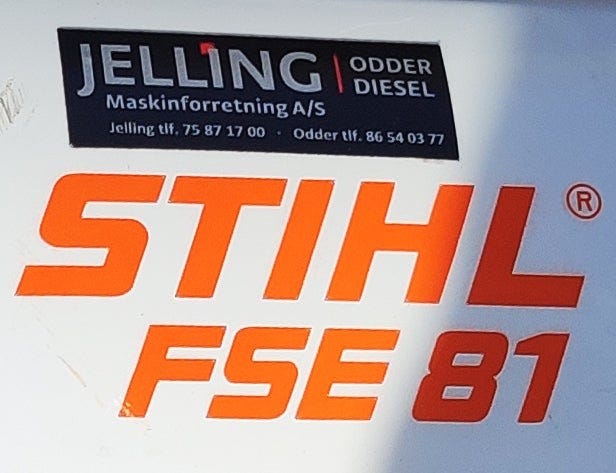 JELLING | ODDER DIESEL
Maskinforretning A/S
Jelling tlf. 75 87 17 00 · Odder tlf. 86 54 03 77
STIHL®
FSE 81